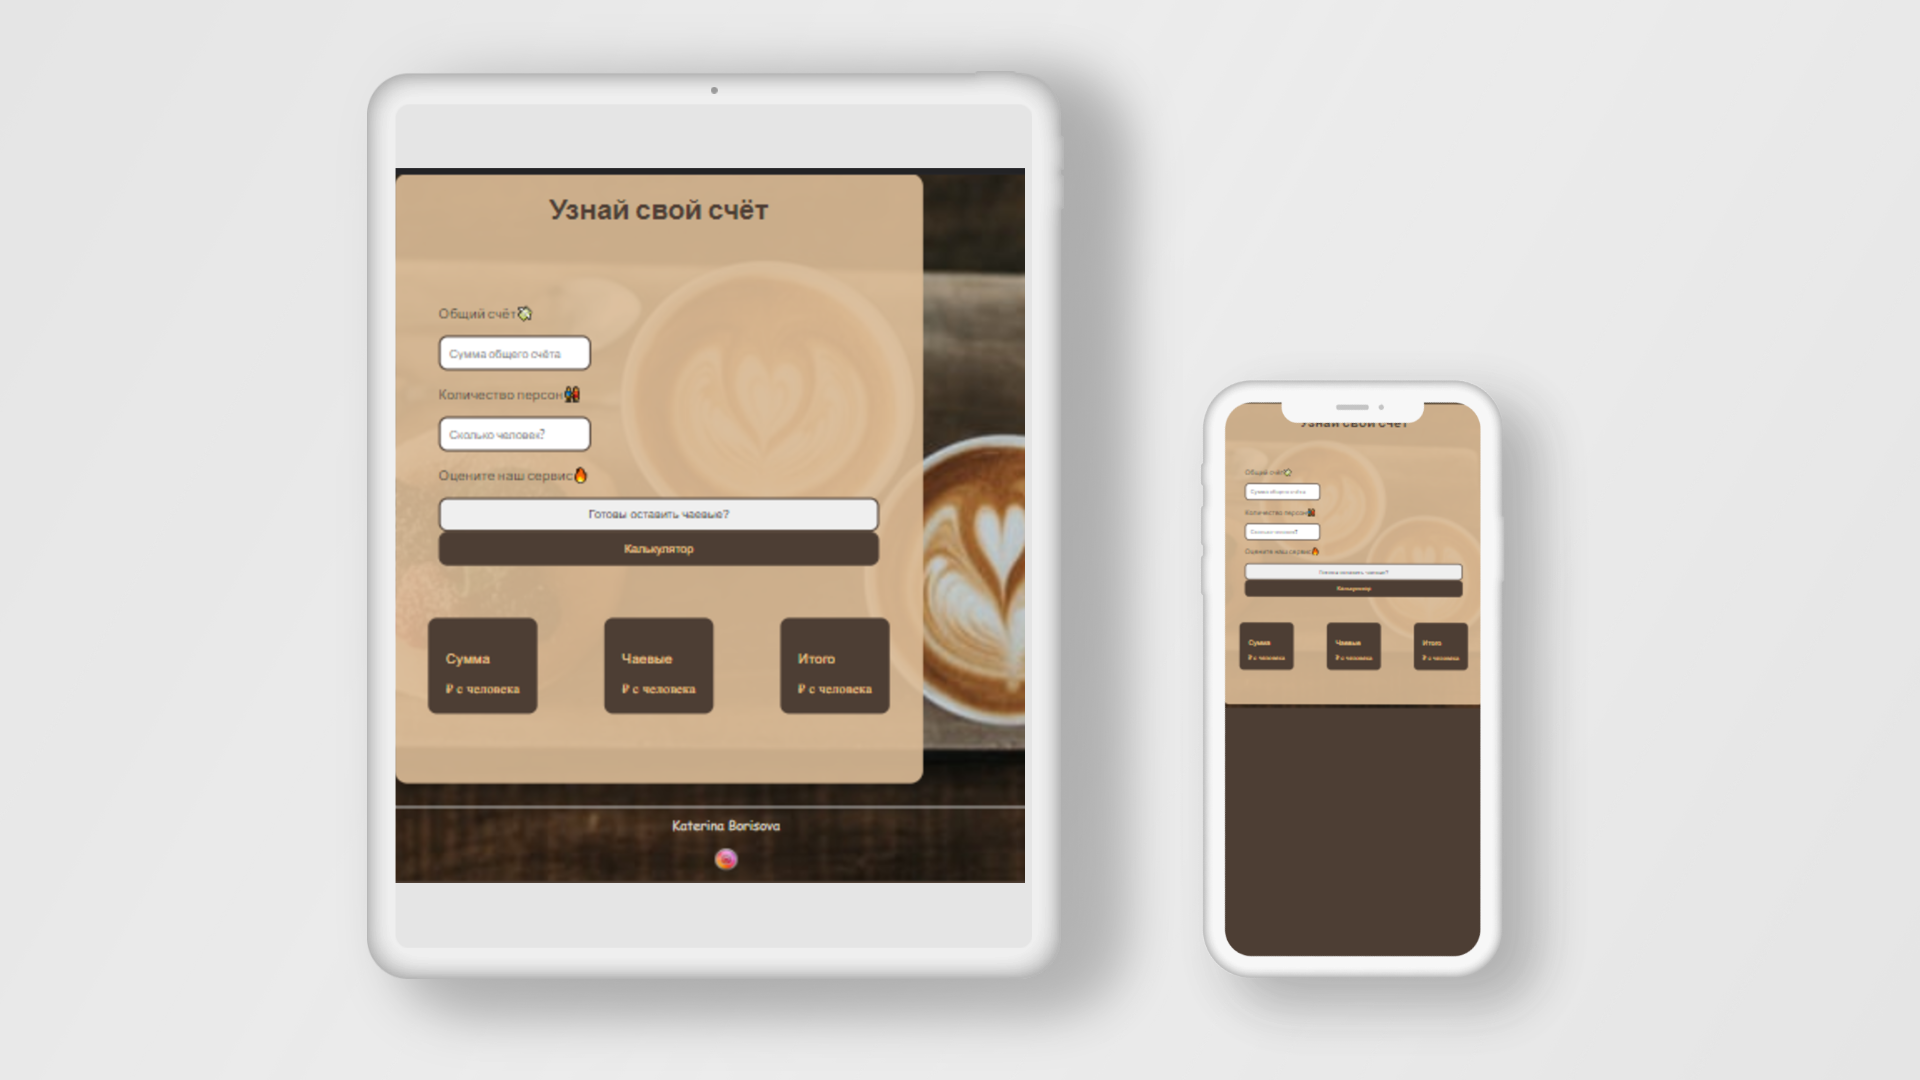 Узнай свой счёт
Общий счёт
Сумма общего счёта
Количество персон
Сколько человек?
Оцените наш сервис
Готовы оставить чаевые?
Калькулятор
Сумма
₽ с человека
Чаевые
₽ с человека
Итого
₽ с человека
Katerina Borisova
Узнай свой счёт
Общий счёт
Сумма общего счёта
Количество персон
Сколько человек?
Оцените наш сервис
Готовы оставить чаевые?
Калькулятор
Сумма
₽ с человека
Чаевые
₽ с человека
Итого
₽ с человека